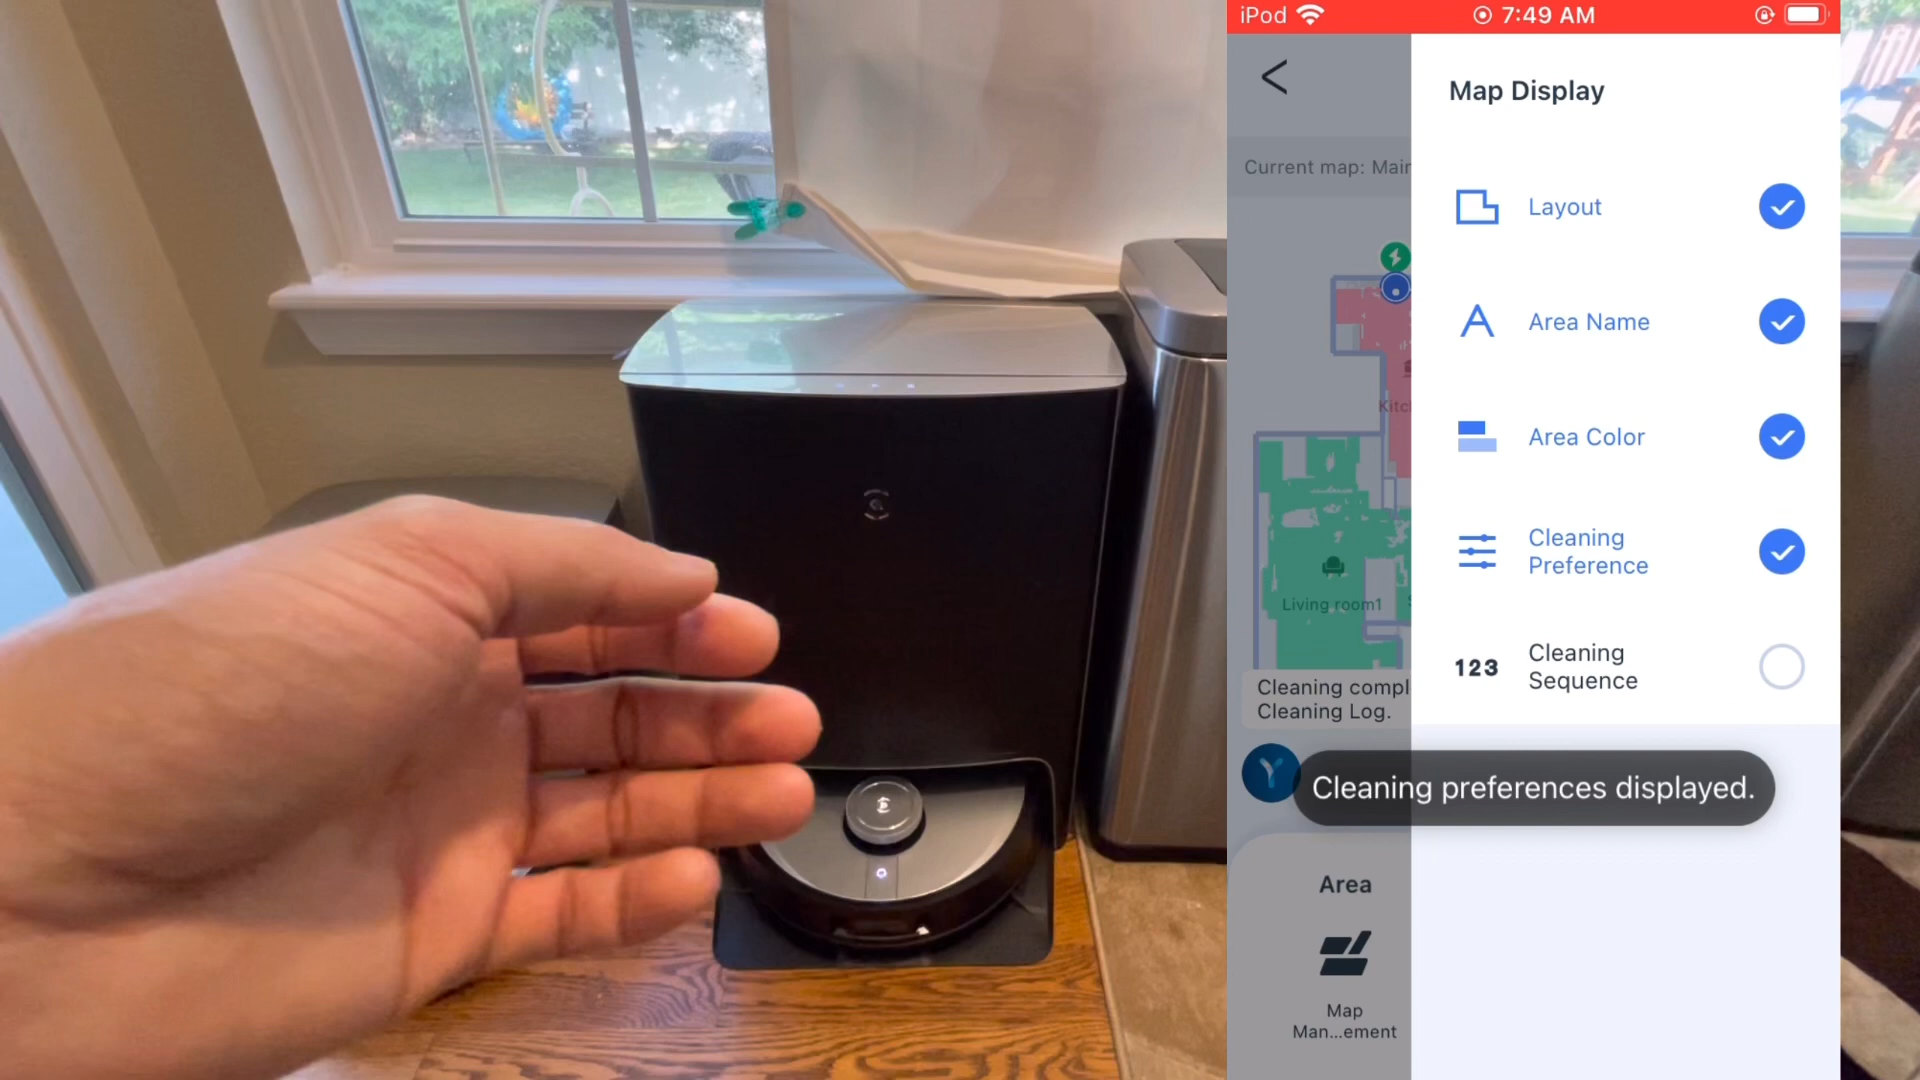 iPod
7:49 AM
Map Display
Current map: Mair
Layout
Area Name
Area Color
Kitc
Cleaning
Preference
Living room1
Cleaning
Sequence
123
Cleaning compl
Cleaning Log.
Cleaning preferences displayed.
Area
Map
Man...ement